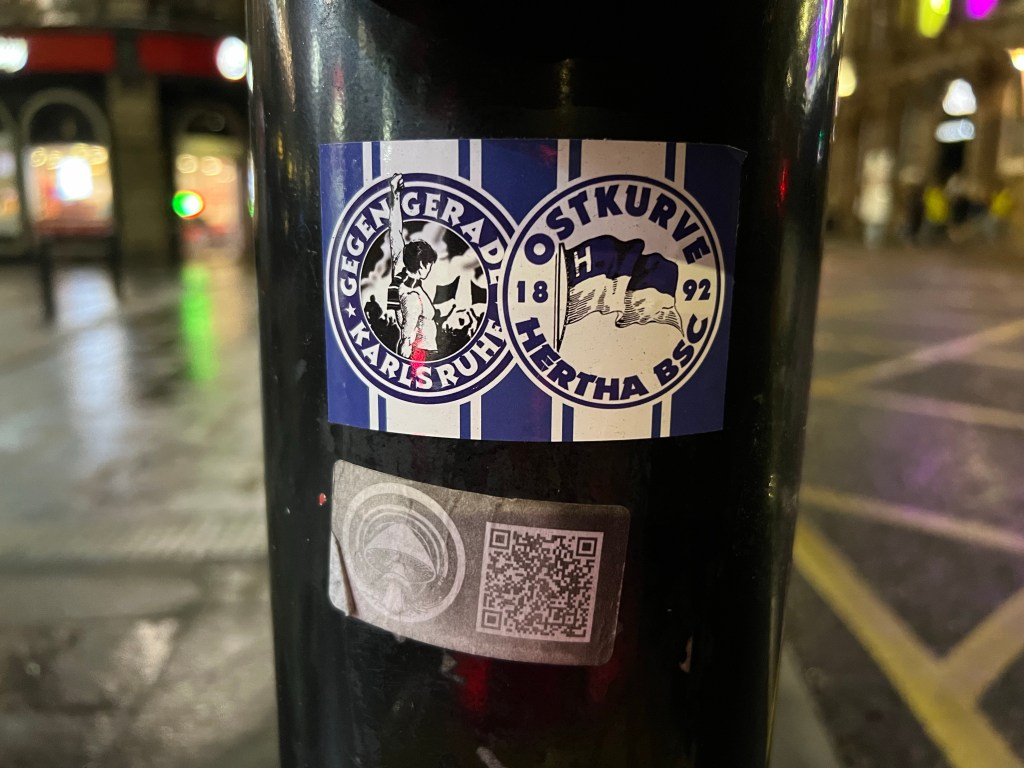 GEGENGERADE
KARLSRUHE
OSTKURVE
H
18 92
HERTHA BSC